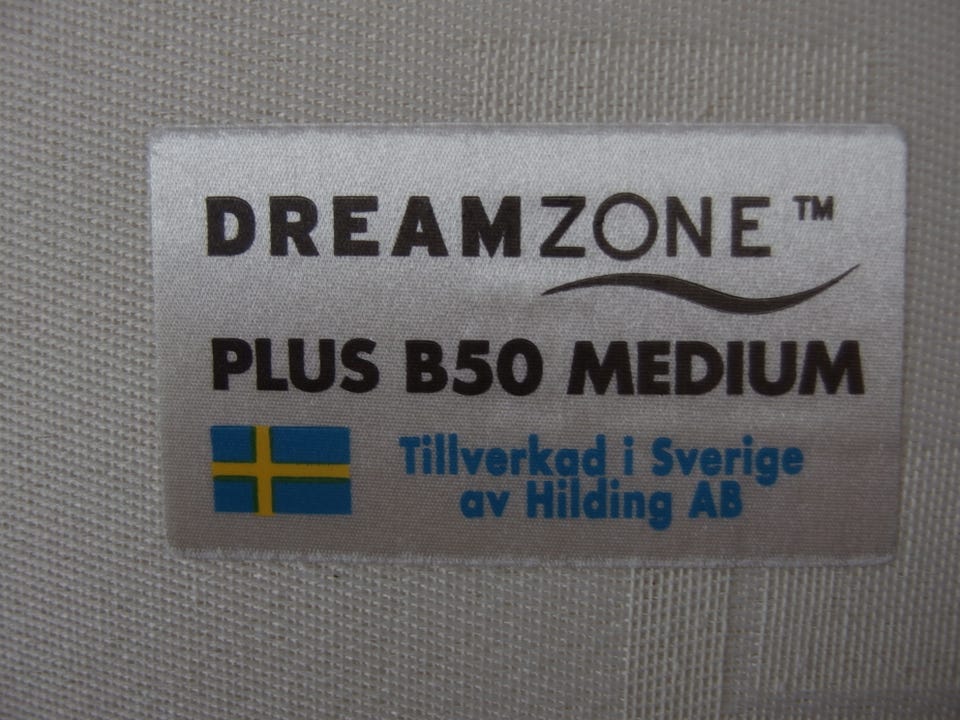 DREAMZONE™
PLUS B50 MEDIUM
Tillverkad i Sverige
av Hilding AB